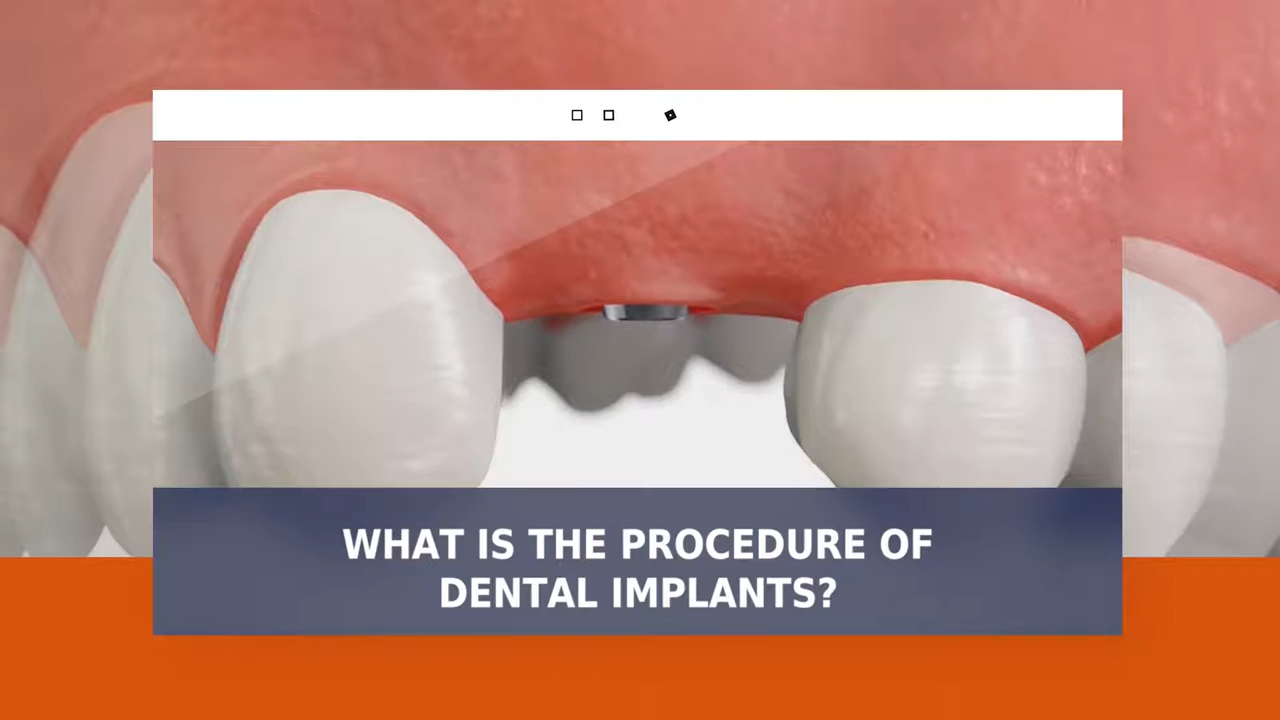 WHAT IS THE PROCEDURE OF
DENTAL IMPLANTS?